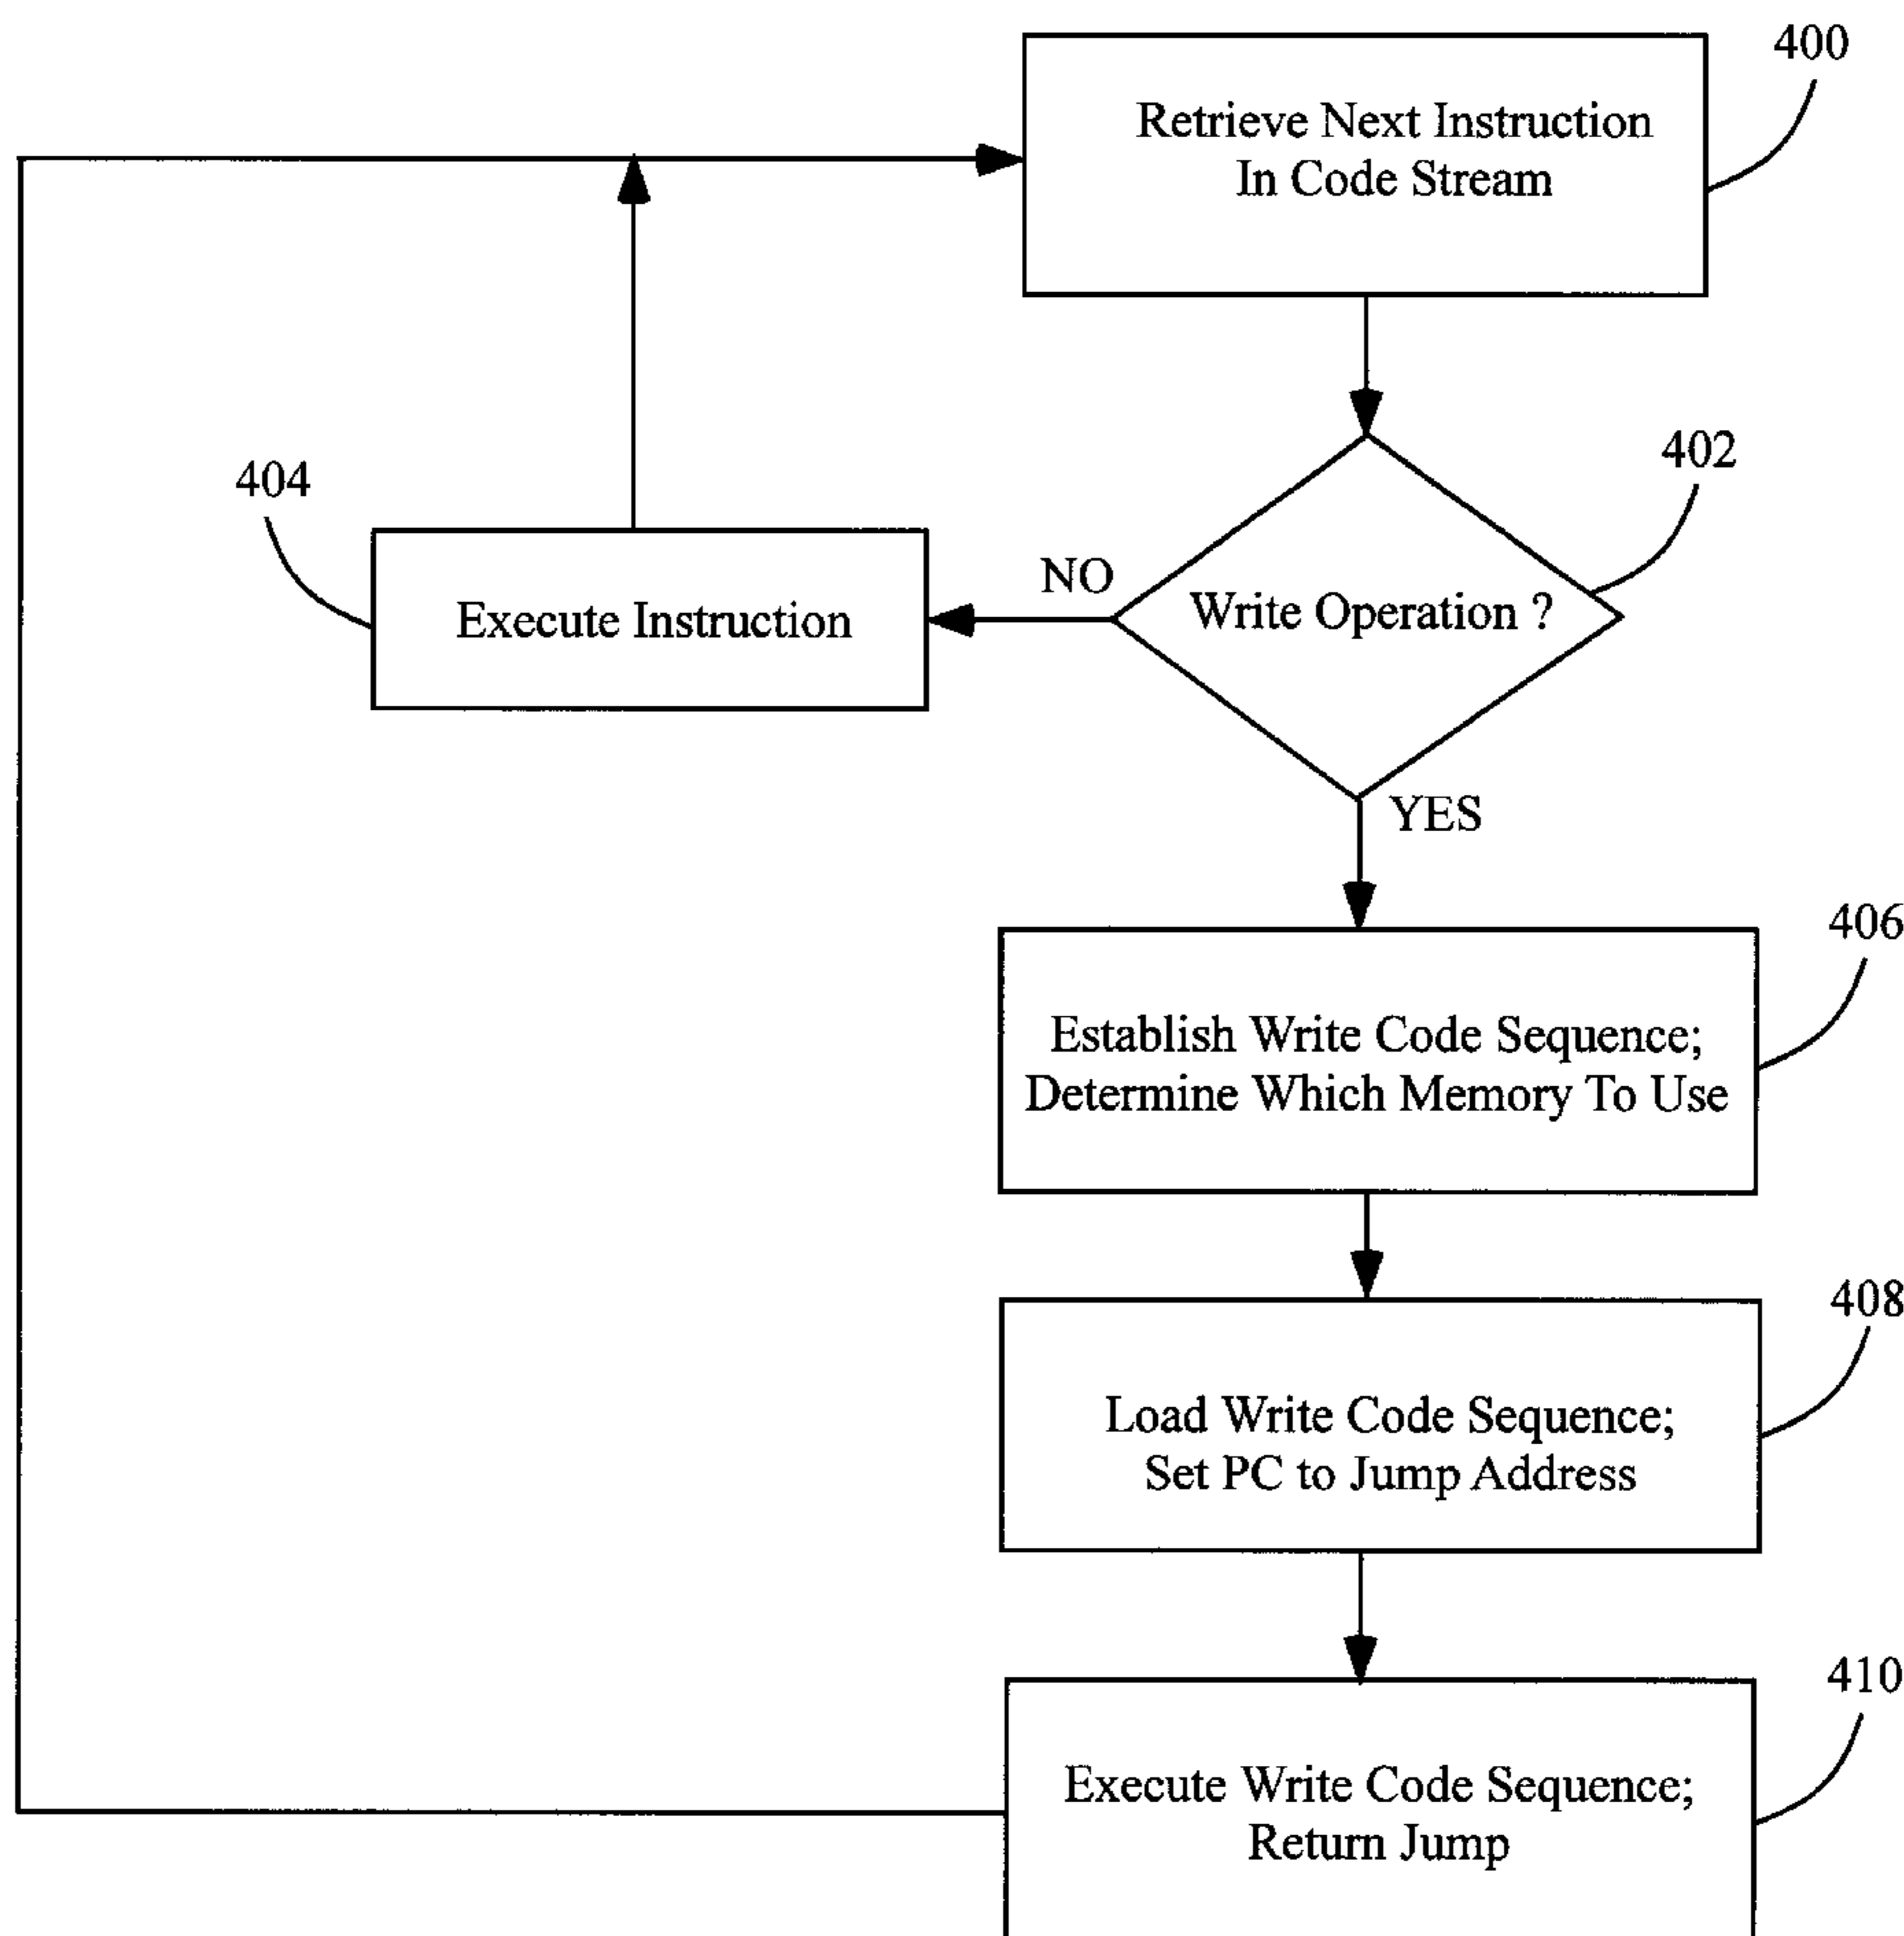 400
Retrieve Next Instruction
In Code Stream
402
404
NO
Write Operation ?
Execute Instruction
YES
406
Establish Write Code Sequence;
Determine Which Memory To Use
408
Load Write Code Sequence;
Set PC to Jump Address
410
Execute Write Code Sequence;
Return Jump